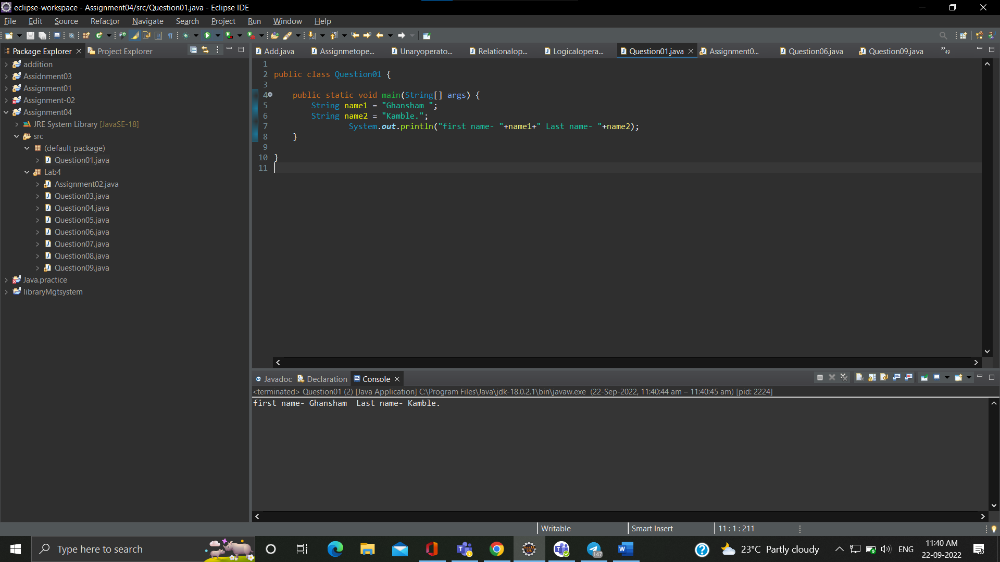 eclipse-workspace - Assignment04/src/Question01.java - Eclipse IDE
File Edit Source Refactor Navigate Search Project Run Window Help
Package Explorer Project Explorer
addition
Assidnment03
Assignment01
Assignment-02
Assignment04
JRE System Library [JavaSE-18]
src
(default package)
Question01.java
Lab4
Assignment02.java
Question03.java
Question04.java
Question05.java
Question06.java
Question07.java
Question08.java
Question09.java
Java.practice
libraryMgtsystem
Add.java Assignmetope... Unaryoperato... Relationalop... Logicalopera... Question01.java Assignment0... Question06.java Question09.java »49
1
2 public class Question01 {
3
4 public static void main(String[] args) {
5 String name1 = "Ghansham ";
6 String name2 = "Kamble.";
7 System.out.println("first name- "+name1+" Last name- "+name2);
8 }
9
10 }
11
Javadoc Declaration Console
<terminated> Question01 (2) [Java Application] C:\Program Files\Java\jdk-18.0.2.1\bin\javaw.exe (22-Sep-2022, 11:40:44 am – 11:40:45 am) [pid: 2224]
first name- Ghansham  Last name- Kamble.
Writable Smart Insert 11 : 1 : 211
Type here to search 147 23°C Partly cloudy ENG 11:40 AM
22-09-2022